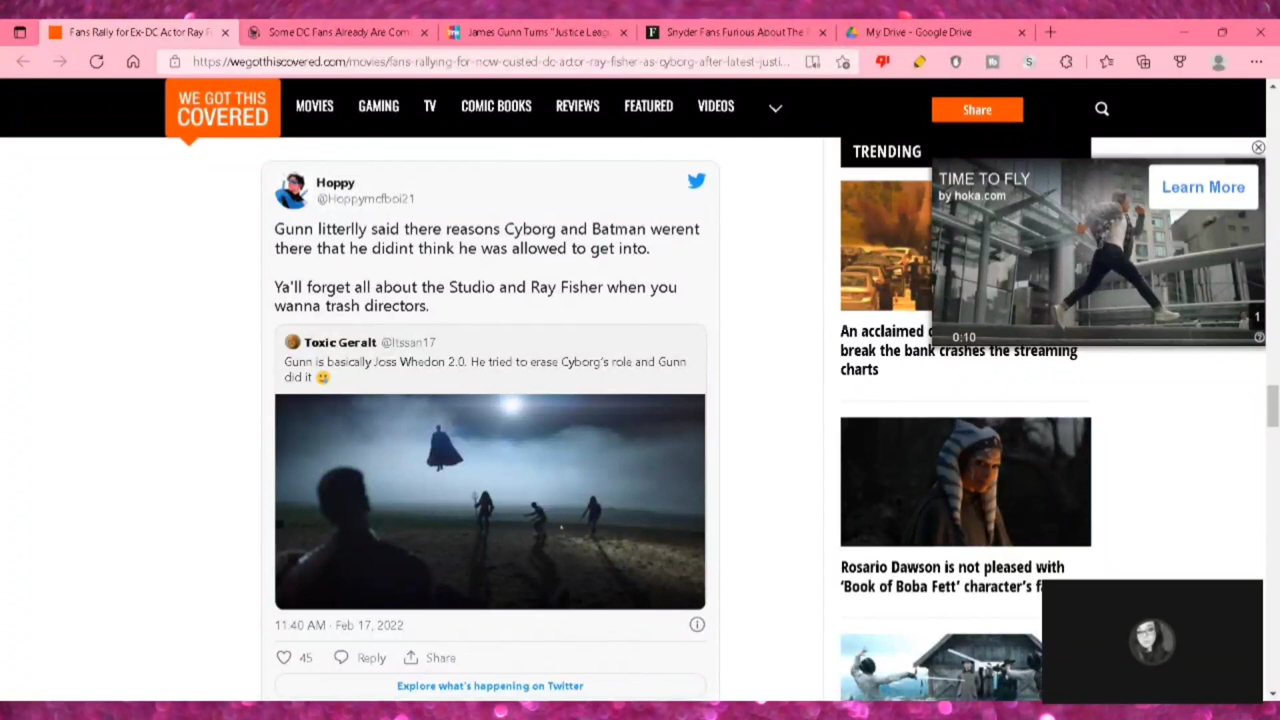 Fans Rally for Ex-DC Actor Ray F
Some DC Fans Already Are Com
James Gunn Turns "Justice Leag
Snyder Fans Furious About The
My Drive - Google Drive
https://wegotthiscovered.com/movies/fans-rallying-for-now-ousted-dc-actor-ray-fisher-as-cyborg-after-latest-justi...
WE GOT THIS
COVERED
MOVIES
GAMING
TV
COMIC BOOKS
REVIEWS
FEATURED
VIDEOS
Share
Hoppy
@Hoppymcfboi21
Gunn litterlly said there reasons Cyborg and Batman werent
there that he didint think he was allowed to get into.
Ya'll forget all about the Studio and Ray Fisher when you
wanna trash directors.
Toxic Geralt @ltssan17
Gunn is basically Joss Whedon 2.0. He tried to erase Cyborg's role and Gunn
did it
11:40 AM · Feb 17, 2022
45
Reply
Share
Explore what's happening on Twitter
TRENDING
TIME TO FLY
by hoka.com
Learn More
1
0:10
An acclaimed
break the bank crashes the streaming
charts
Rosario Dawson is not pleased with
'Book of Boba Fett' character's